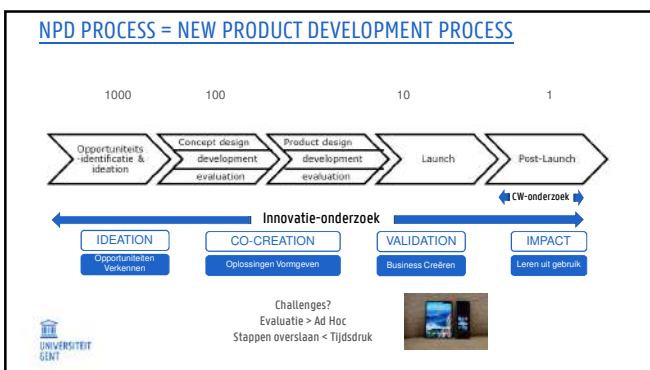 NPD PROCESS = NEW PRODUCT DEVELOPMENT PROCESS
1000 100 10 1
Opportuniteits
-identificatie &
ideation
Concept design
development
evaluation
Product design
development
evaluation
Launch
Post-Launch
CW-onderzoek
Innovatie-onderzoek
IDEATION
Opportuniteiten
Verkennen
CO-CREATION
Oplossingen Vormgeven
VALIDATION
Business Creëren
IMPACT
Leren uit gebruik
Challenges?
Evaluatie > Ad Hoc
Stappen overslaan < Tijdsdruk
UNIVERSITEIT
GENT